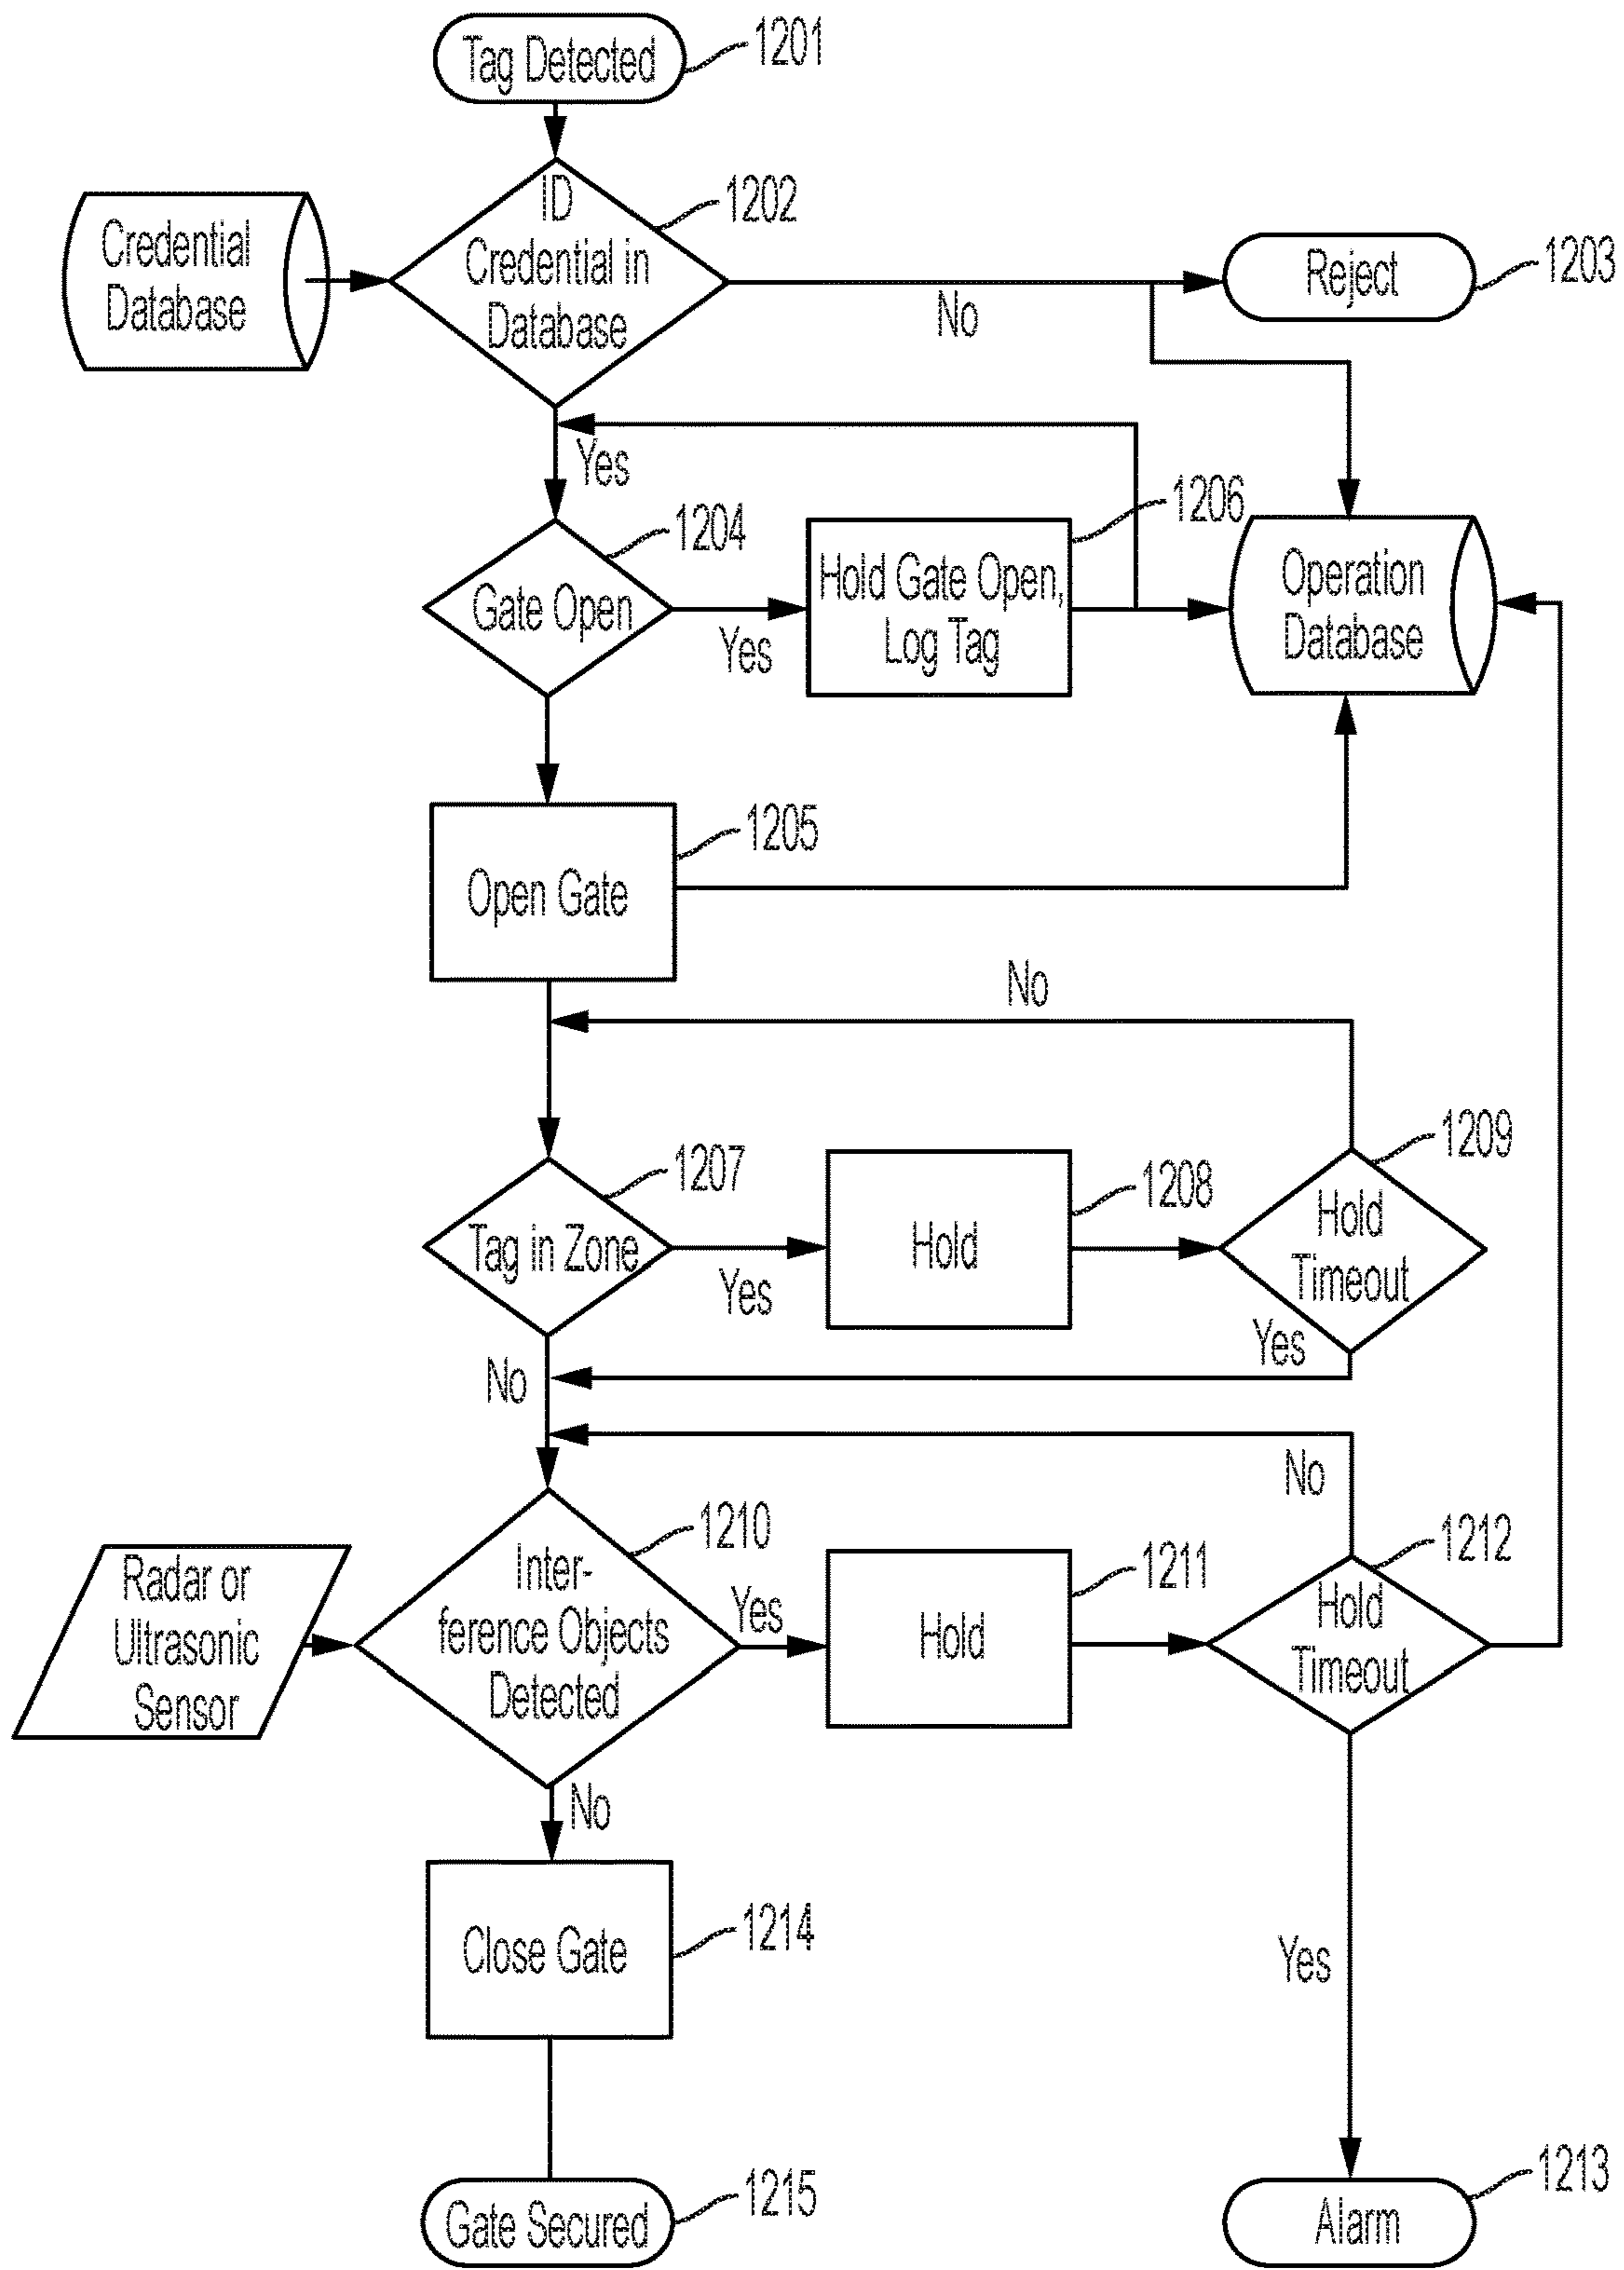 Tag Detected
1201
ID
Credential in
Database
1202
Credential
Database
No
Reject
1203
Yes
Gate Open
1204
Yes
Hold Gate Open,
Log Tag
1206
Operation
Database
Open Gate
1205
No
Tag in Zone
1207
Yes
Hold
1208
Hold
Timeout
1209
Yes
No
No
Radar or
Ultrasonic
Sensor
Inter-
ference Objects
Detected
1210
Yes
Hold
1211
Hold
Timeout
1212
No
Close Gate
1214
Yes
Gate Secured
1215
Alarm
1213